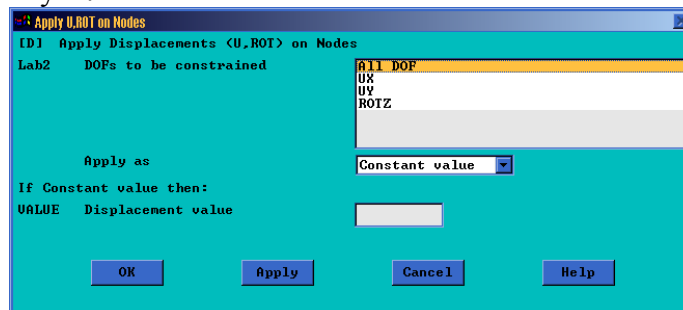 Apply U,ROT on Nodes
[D] Apply Displacements (U,ROT) on Nodes
Lab2 DOFs to be constrained
All DOF
UX
UY
ROTZ
Apply as Constant value
If Constant value then:
VALUE Displacement value
OK Apply Cancel Help